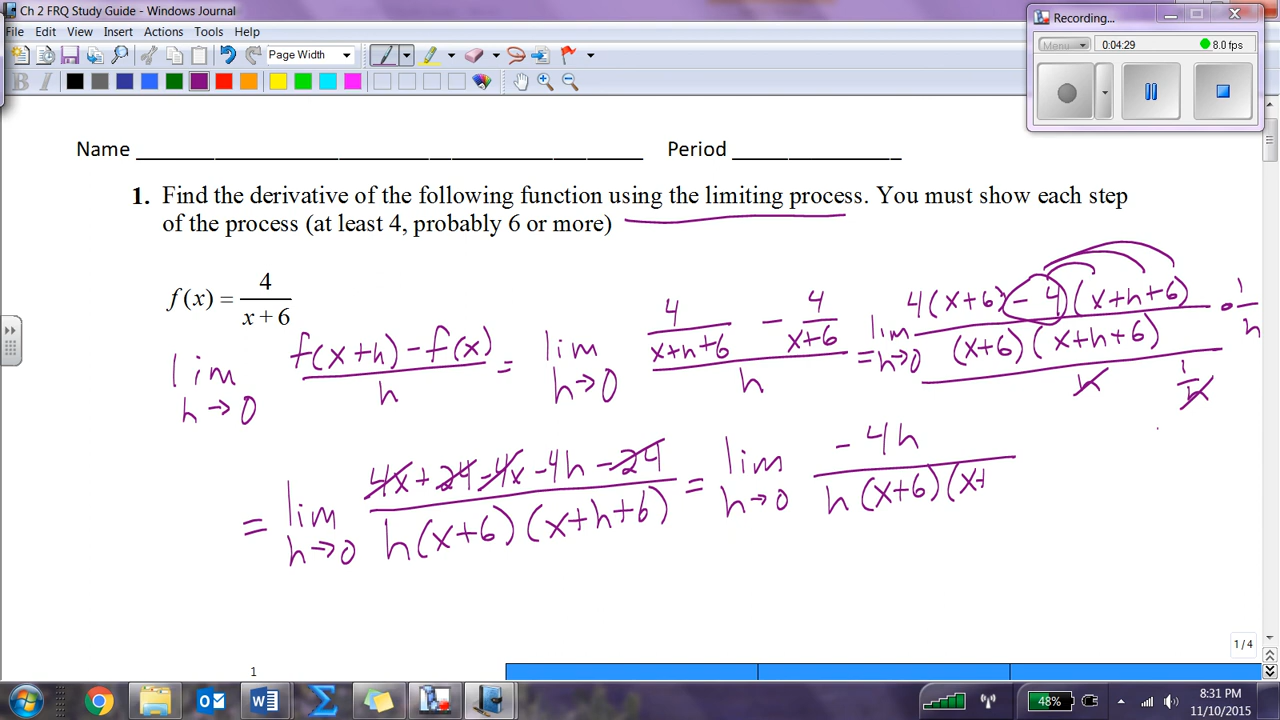 Ch 2 FRQ Study Guide - Windows Journal
Recording...
File Edit View Insert Actions Tools Help
Menu 0:04:29 8.0 fps
Page Width
Name ____________ Period ____________
1. Find the derivative of the following function using the limiting process. You must show each step
of the process (at least 4, probably 6 or more)
f(x) = 4/(x+6)
lim h→0 (f(x+h) - f(x))/h = lim h→0 (4/(x+h+6) - 4/(x+6))/h = lim h→0 ((4(x+6) - 4(x+h+6))/((x+6)(x+h+6)))/h · 1/h
1/h
= lim h→0 (4x + 24 - 4x - 4h - 24)/(h(x+6)(x+h+6)) = lim h→0 (-4h)/(h(x+6)(x+
1 / 4
1
48% 8:31 PM
11/10/2015